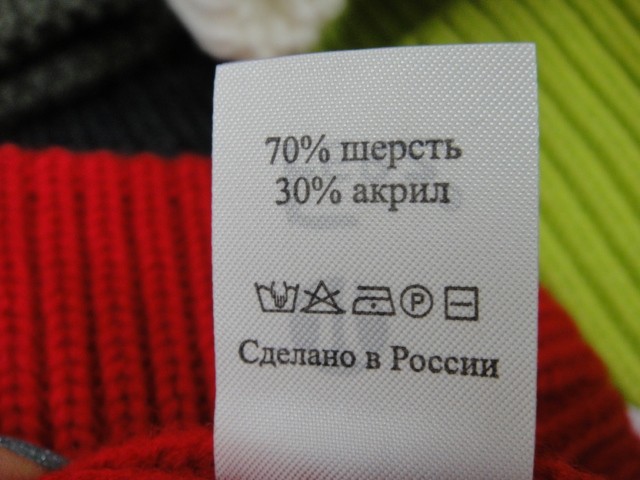 70% шерсть
30% акрил
P
Сделано в России